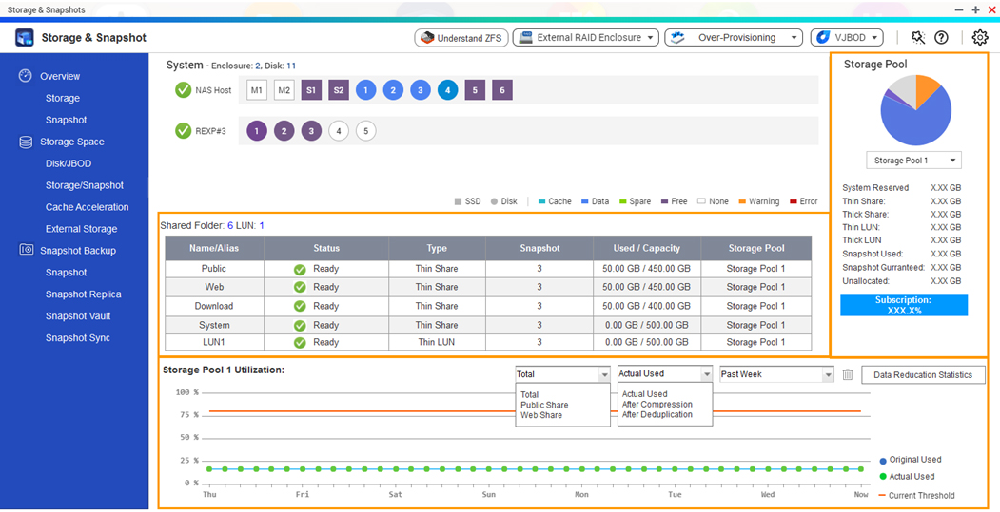 Storage & Snapshots
Storage & Snapshot
Understand ZFS
External RAID Enclosure
Over-Provisioning
VJBOD
Overview
Storage
Snapshot
Storage Space
Disk/JBOD
Storage/Snapshot
Cache Acceleration
External Storage
Snapshot Backup
Snapshot
Snapshot Replica
Snapshot Vault
Snapshot Sync
System - Enclosure: 2, Disk: 11
NAS Host M1 M2 S1 S2 1 2 3 4 5 6
REXP#3 1 2 3 4 5
SSD Disk Cache Data Spare Free None Warning Error
Storage Pool
Storage Pool 1
System Reserved X.XX GB
Thin Share: X.XX GB
Thick Share: X.XX GB
Thin LUN: X.XX GB
Thick LUN X.XX GB
Snapshot Used: X.XX GB
Snapshot Gurranteed: X.XX GB
Unallocated: X.XX GB
Subscription:
XXX.X%
Shared Folder: 6 LUN: 1
Name/Alias Status Type Snapshot Used / Capacity Storage Pool
Public Ready Thin Share 3 50.00 GB / 450.00 GB Storage Pool 1
Web Ready Thin Share 3 50.00 GB / 450.00 GB Storage Pool 1
Download Ready Thin Share 3 50.00 GB / 400.00 GB Storage Pool 1
System Ready Thin Share 3 0.00 GB / 500.00 GB Storage Pool 1
LUN1 Ready Thin LUN 3 0.00 GB / 500.00 GB Storage Pool 1
Storage Pool 1 Utilization:
Total
Total
Public Share
Web Share
Actual Used
Actual Used
After Compression
After Deduplication
Past Week
Data Reducation Statistics
100 %
75 %
50 %
25 %
0 %
Thu Fri Sat Sun Mon Tue Wed Now
Original Used
Actual Used
Current Threshold